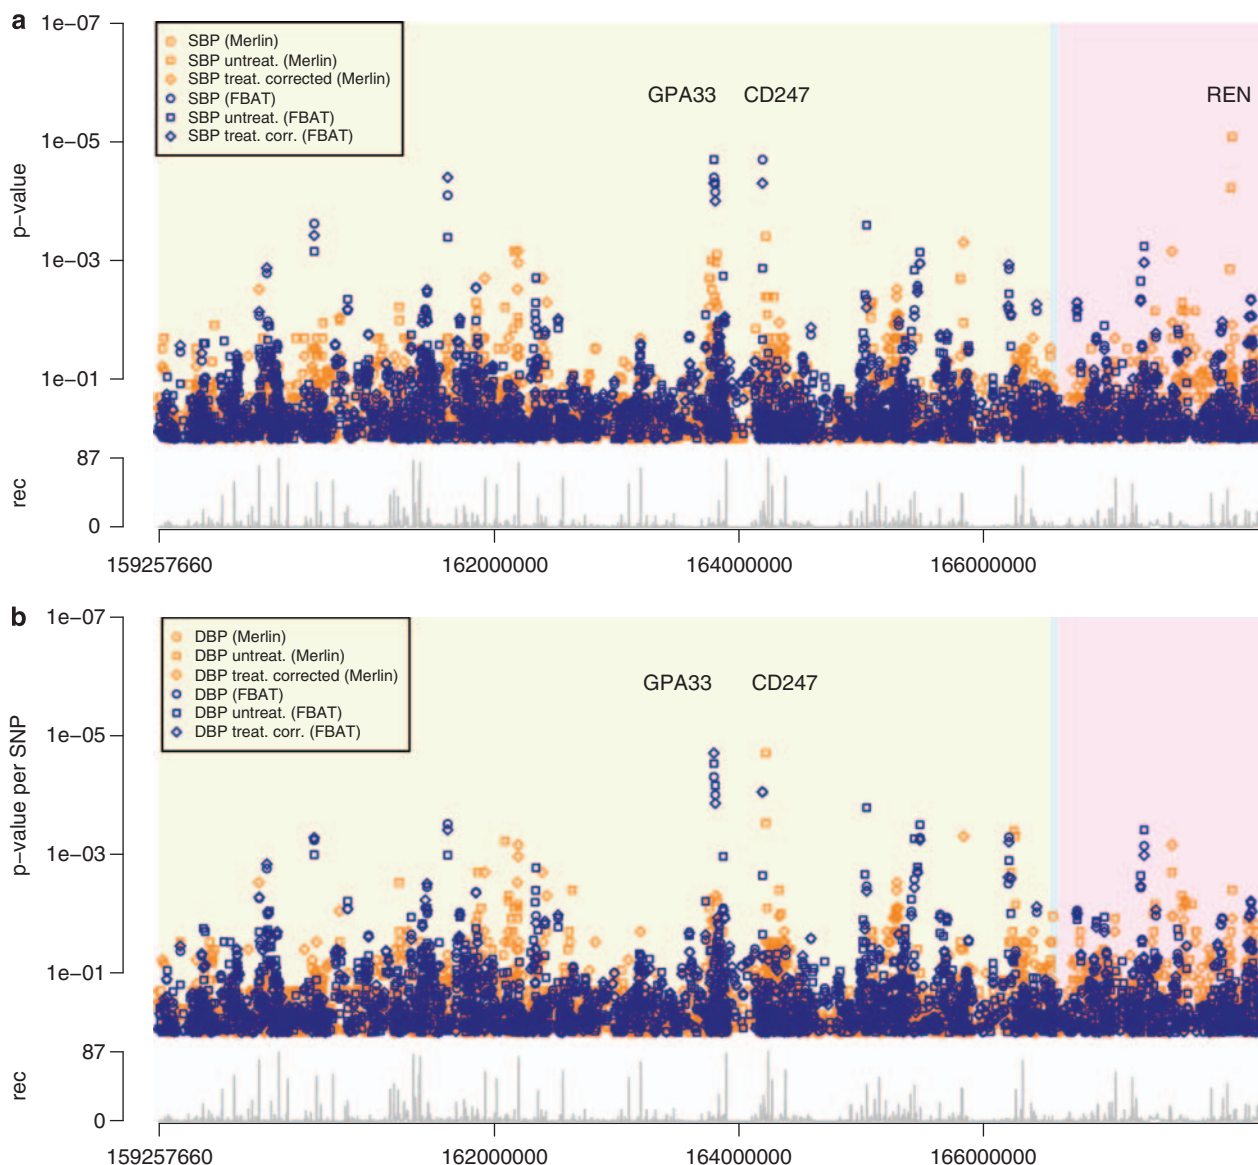 a
1e−07
SBP (Merlin)
SBP untreat. (Merlin)
SBP treat. corrected (Merlin)
SBP (FBAT)
SBP untreat. (FBAT)
SBP treat. corr. (FBAT)
GPA33 CD247 REN
1e−05
p−value
1e−03
1e−01
87
rec
0
159257660 162000000 164000000 166000000
b
1e−07
DBP (Merlin)
DBP untreat. (Merlin)
DBP treat. corrected (Merlin)
DBP (FBAT)
DBP untreat. (FBAT)
DBP treat. corr. (FBAT)
GPA33 CD247
1e−05
p−value per SNP
1e−03
1e−01
87
rec
0
159257660 162000000 164000000 166000000